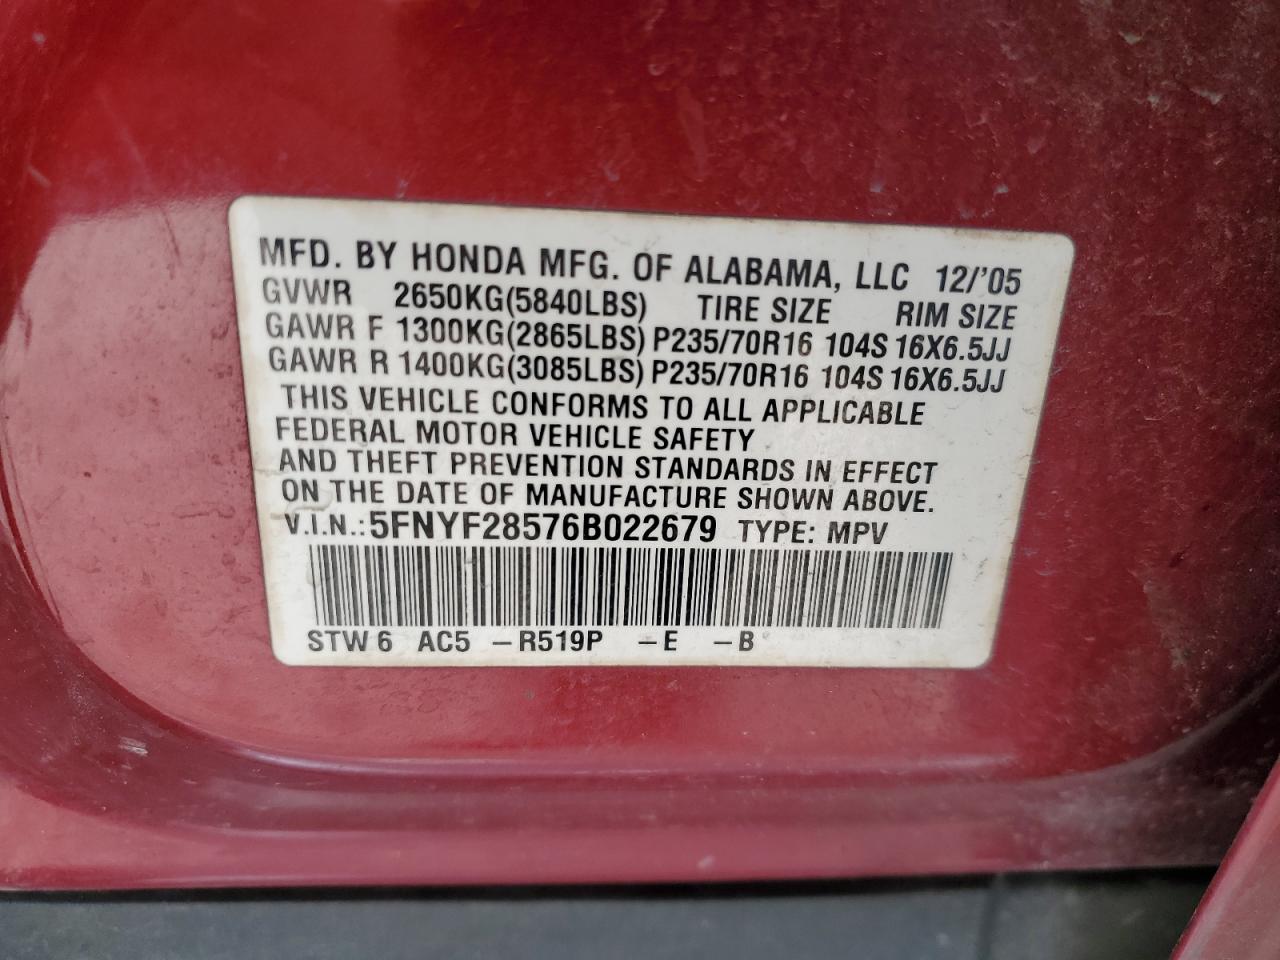 MFD. BY HONDA MFG. OF ALABAMA, LLC 12/'05
GVWR 2650KG(5840LBS) TIRE SIZE RIM SIZE
GAWR F 1300KG(2865LBS) P235/70R16 104S 16X6.5JJ
GAWR R 1400KG(3085LBS) P235/70R16 104S 16X6.5JJ
THIS VEHICLE CONFORMS TO ALL APPLICABLE
FEDERAL MOTOR VEHICLE SAFETY
AND THEFT PREVENTION STANDARDS IN EFFECT
ON THE DATE OF MANUFACTURE SHOWN ABOVE.
V.I.N.: 5FNYF28576B022679 TYPE: MPV
STW 6 AC5 –R519P –E –B